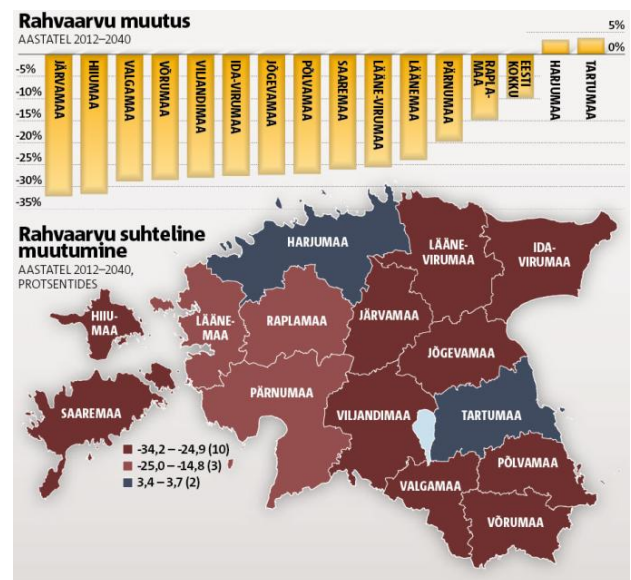 Rahvaarvu muutus
AASTATEL 2012–2040
5%
0%
-5%
-10%
-15%
-20%
-25%
-30%
-35%
JÄRVAMAA
HIIUMAA
VALGAMAA
VÕRUMAA
VILJANDIMAA
IDA-VIRUMAA
JÕGEVAMAA
PÕLVAMAA
SAAREMAA
LÄÄNE-VIRUMAA
LÄÄNEMAA
PÄRNUMAA
RAPLA-
MAA
EESTI
KOKKU
HARJUMAA
TARTUMAA
Rahvaarvu suhteline
muutumine
AASTATEL 2012–2040,
PROTSENTIDES
HARJUMAA
LÄÄNE-
VIRUMAA
IDA-
VIRUMAA
HIIU-
MAA
LÄÄNE-
MAA
RAPLAMAA
JÄRVAMAA
JÕGEVAMAA
PÄRNUMAA
SAAREMAA
VILJANDIMAA
TARTUMAA
-34,2 – -24,9 (10)
-25,0 – -14,8 (3)
3,4 – 3,7 (2)
PÕLVAMAA
VALGAMAA
VÕRUMAA